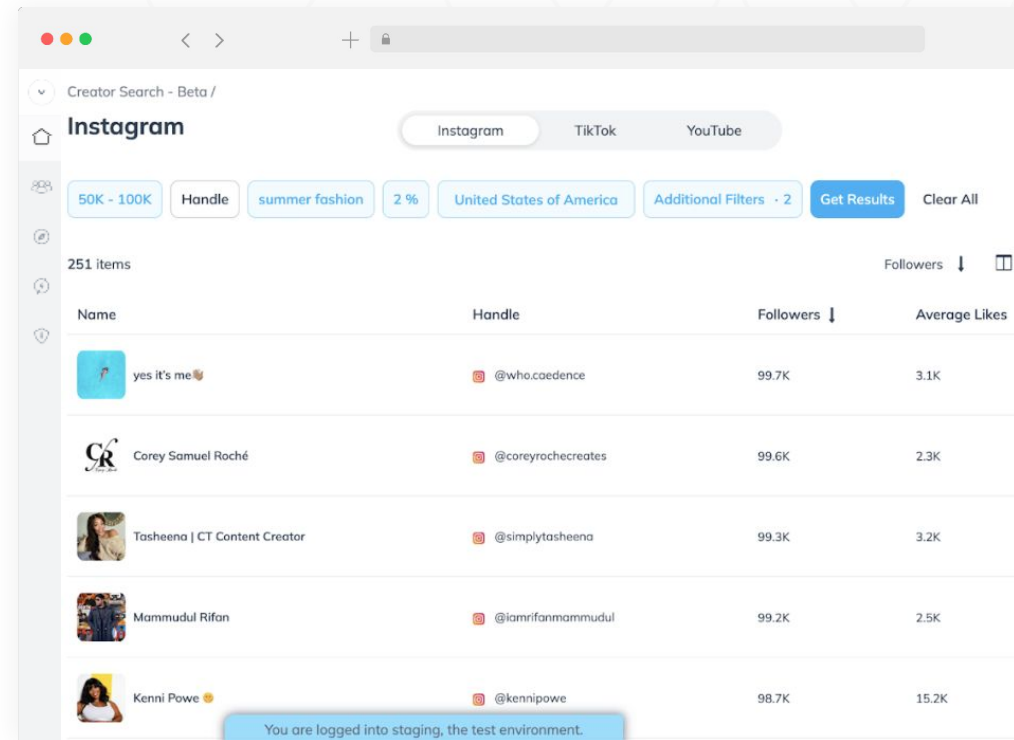 Creator Search - Beta /
Instagram
Instagram TikTok YouTube
50K - 100K Handle summer fashion 2 % United States of America Additional Filters · 2 Get Results Clear All
251 items Followers
Name Handle Followers Average Likes
yes it's me @who.caedence 99.7K 3.1K
CR
Corey Samuel Roché @coreyrochecreates 99.6K 2.3K
Tasheena | CT Content Creator @simplytasheena 99.3K 3.2K
Mammudul Rifan @iamrifanmammudul 99.2K 2.5K
Kenni Powe @kennipowe 98.7K 15.2K
You are logged into staging, the test environment.